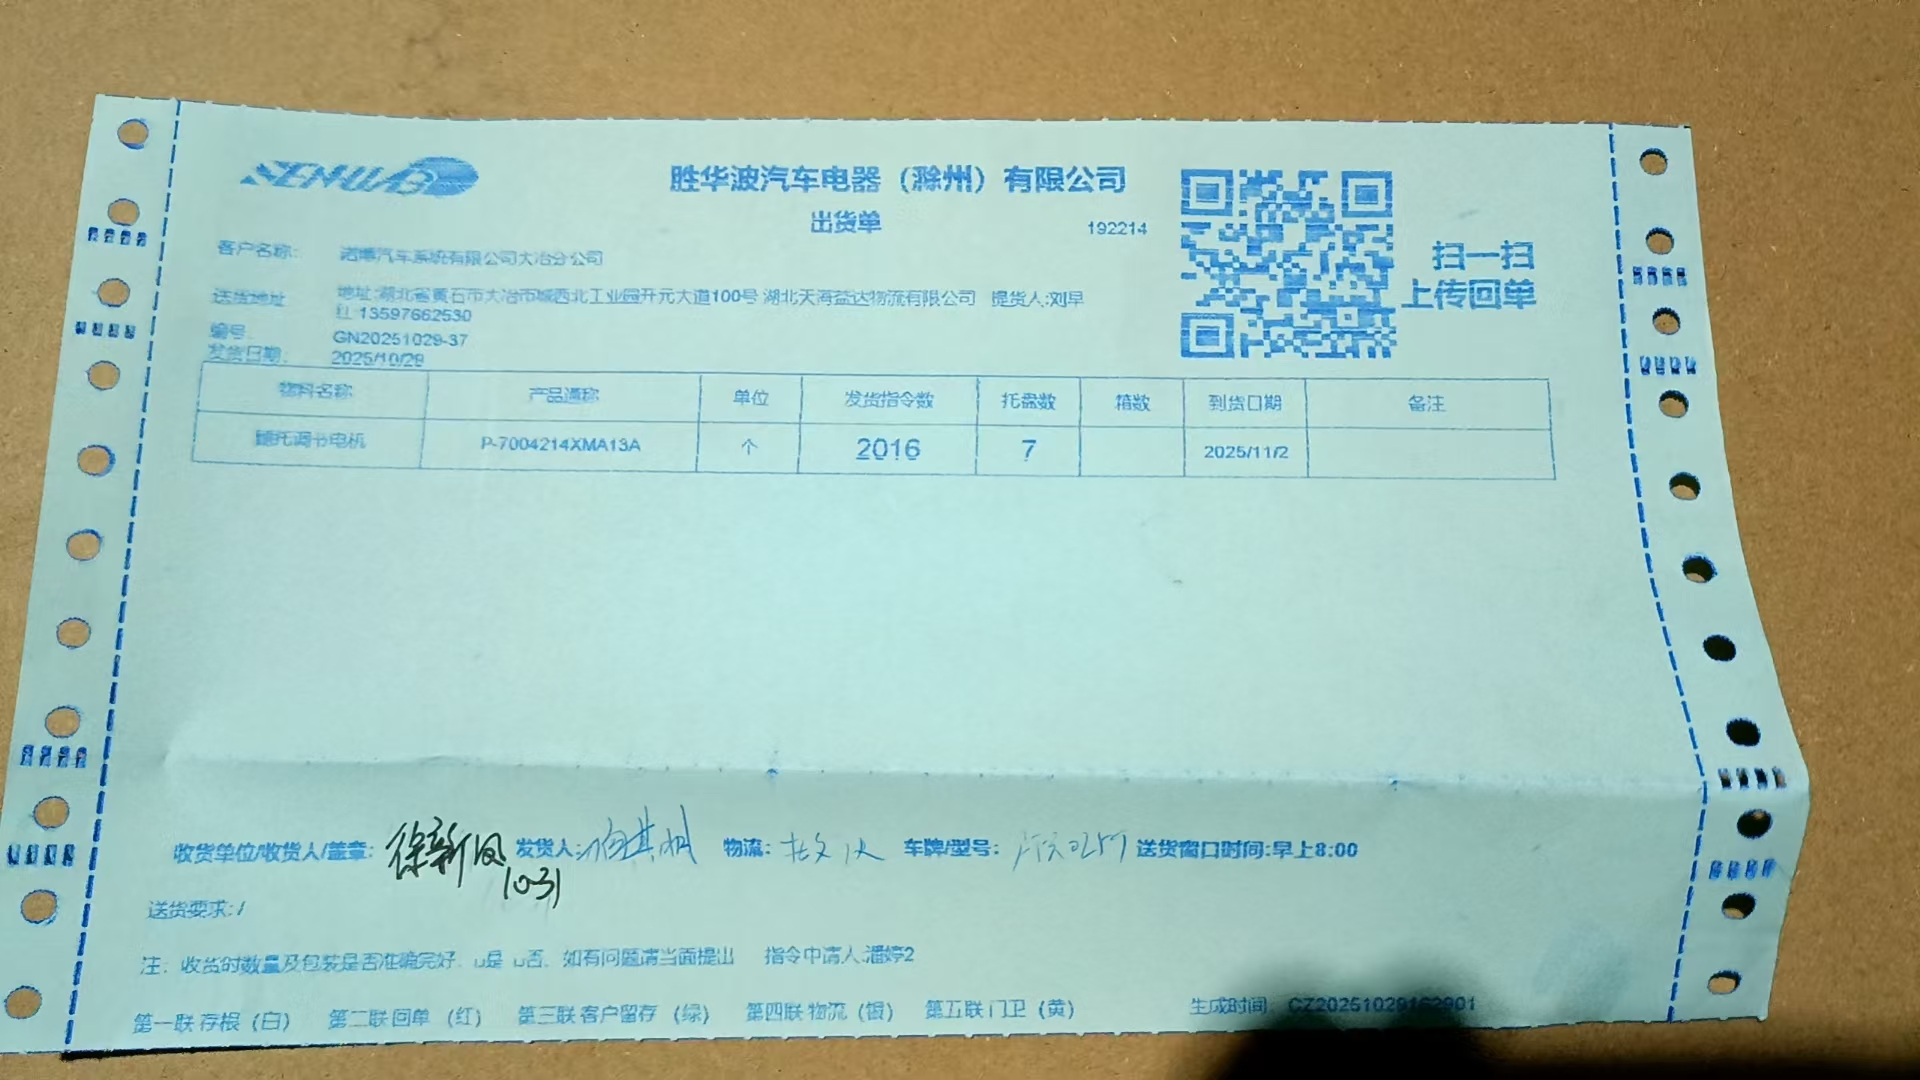 SENWAB
胜华波汽车电器（滁州）有限公司
出货单
192214
扫一扫
上传回单
客户名称: 诺博汽车系统有限公司大冶分公司
送货地址 地址:湖北省黄石市大冶市城西北工业园开元大道100号 湖北天海益达物流有限公司 提货人:刘早
红 13597662530
编号: GN20251029-37
发货日期: 2025/10/29
物料名称 产品通称 单位 发货指令数 托盘数 箱数 到货日期 备注
腿托调节电机 P-7004214XMA13A 个 2016 7 2025/11/2
收货单位/收货人/盖章: 徐新 发货人: 物流: 车牌/型号: 送货窗口时间:早上8:00
1031
送货要求:/
注: 收货时数量及包装是否准确完好. □是 □否. 如有问题请当面提出 指令申请人:潘婷2
第一联 存根（白） 第二联 回单 （红） 第三联 客户留存 （绿） 第四联 物流（银） 第五联 门卫（黄） 生成时间: CZ20251029162901